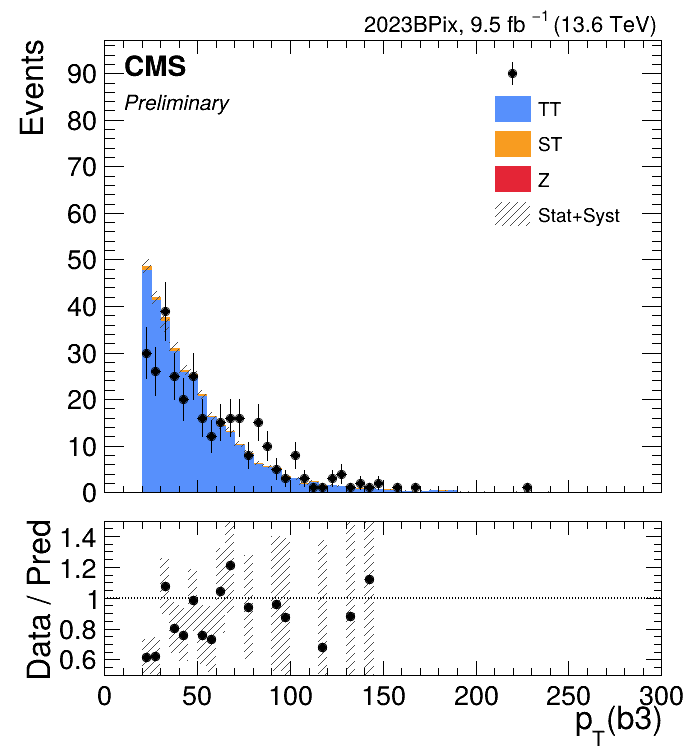 2023BPix, 9.5 fb⁻¹ (13.6 TeV)
CMS
Preliminary
Events
90
80
70
60
50
40
30
20
10
0
TT
ST
Z
Stat+Syst
Data / Pred
1.4
1.2
1
0.8
0.6
0 50 100 150 200 250 300
p_T(b3)